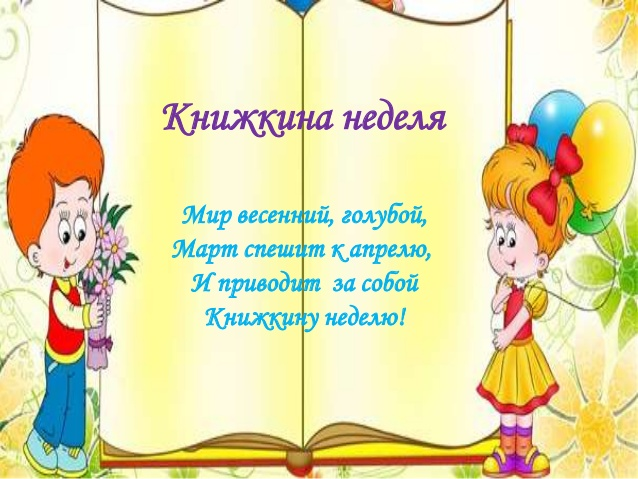 Книжкина неделя
Мир весенний, голубой,
Март спешит к апрелю,
И приводит за собой
Книжкину неделю!